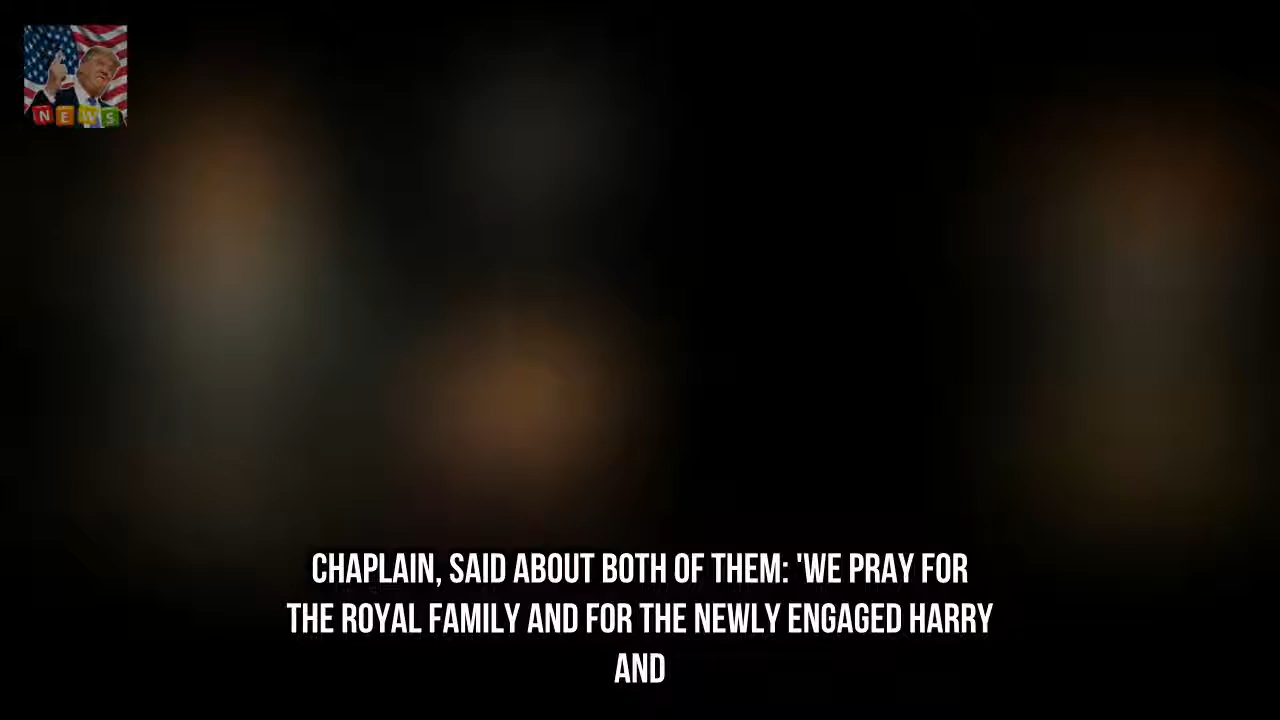 NEWS
CHAPLAIN, SAID ABOUT BOTH OF THEM: 'WE PRAY FOR
THE ROYAL FAMILY AND FOR THE NEWLY ENGAGED HARRY
AND